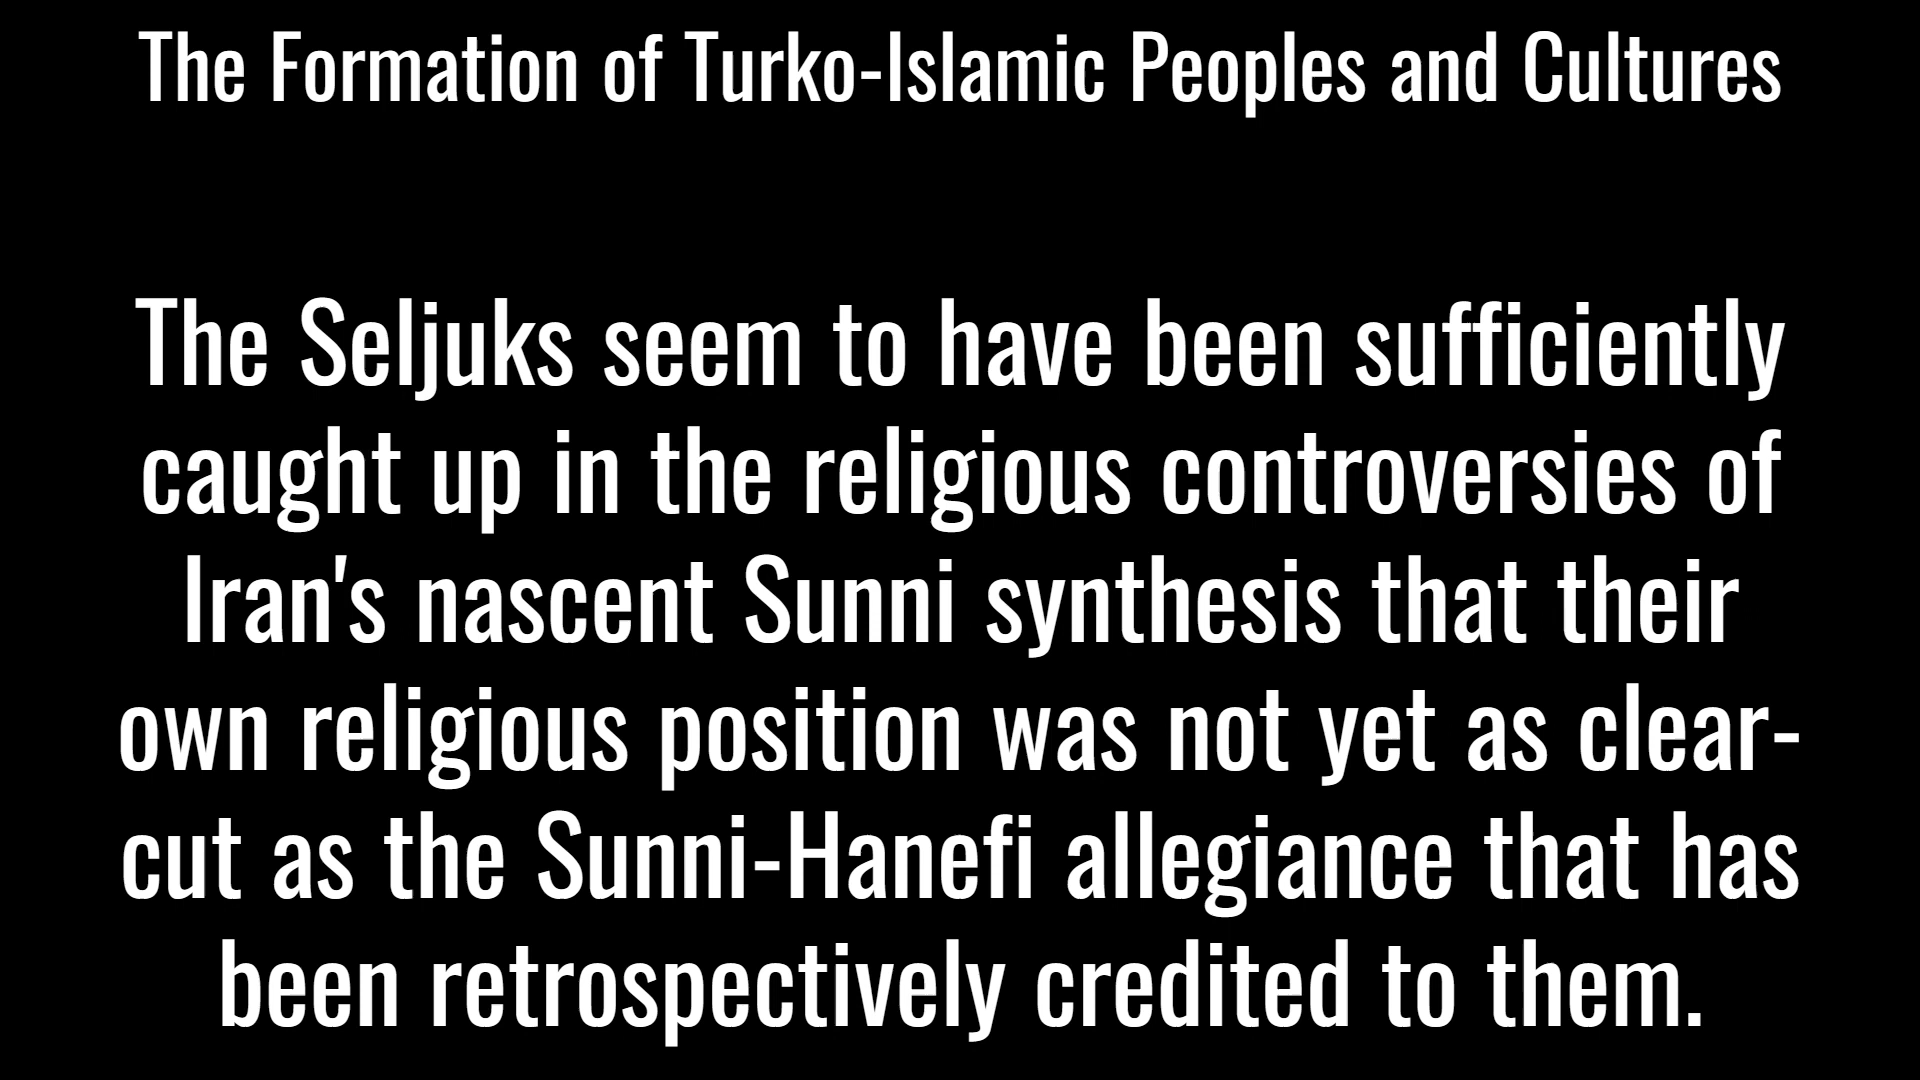 The Formation of Turko-Islamic Peoples and Cultures
The Seljuks seem to have been sufficiently
caught up in the religious controversies of
Iran's nascent Sunni synthesis that their
own religious position was not yet as clear-
cut as the Sunni-Hanefi allegiance that has
been retrospectively credited to them.